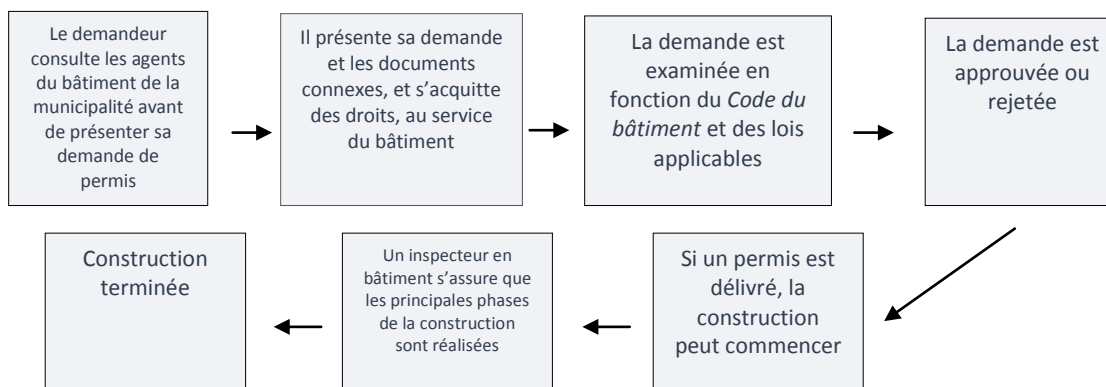 Le demandeur
consulte les agents
du bâtiment de la
municipalité avant
de présenter sa
demande de
permis
Il présente sa demande
et les documents
connexes, et s’acquitte
des droits, au service
du bâtiment
La demande est
examinée en
fonction du Code du
bâtiment et des lois
applicables
La demande est
approuvée ou
rejetée
Si un permis est
délivré, la
construction
peut commencer
Un inspecteur en
bâtiment s’assure que
les principales phases
de la construction
sont réalisées
Construction
terminée